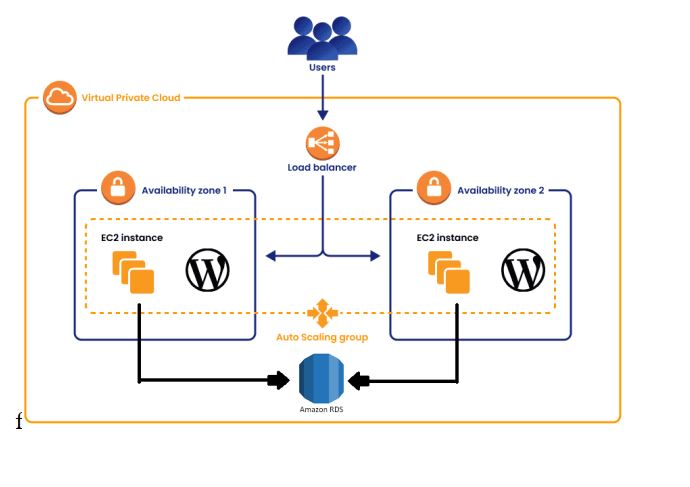 Users
Virtual Private Cloud
Load balancer
Availability zone 1
Availability zone 2
EC2 instance
EC2 instance
Auto Scaling group
Amazon RDS
f